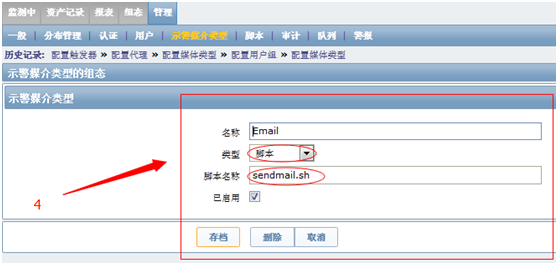 监测中 资产记录 报表 组态 管理
一般 | 分布管理 | 认证 | 用户 | 示警媒介类型 | 脚本 | 审计 | 队列 | 警报
历史记录: 配置触发器 » 配置代理 » 配置媒体类型 » 配置用户组 » 配置媒体类型
示警媒介类型的组态
示警媒介类型
名称 Email
类型 脚本
脚本名称 sendmail.sh
已启用
4
存档 删除 取消